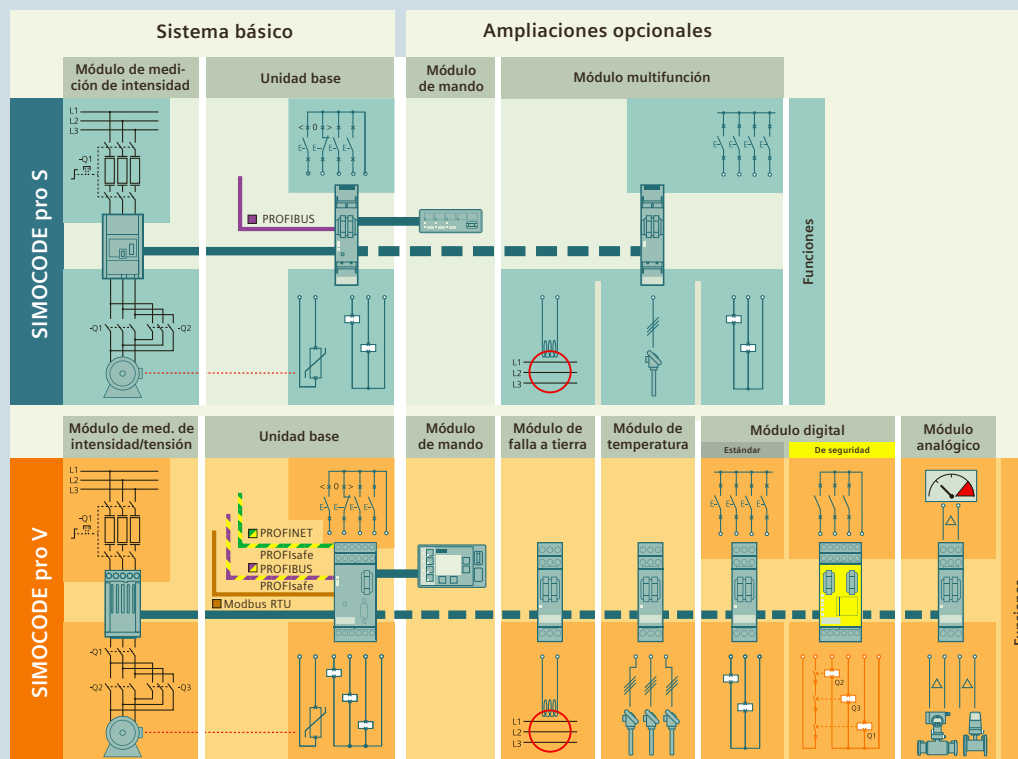 Sistema básico
Ampliaciones opcionales
Módulo de medi-
ción de intensidad
Unidad base
Módulo
de mando
Módulo multifunción
SIMOCODE pro S
L1
L2
L3
-Q1
< 0 >
E
E
E
E
E
E
PROFIBUS
Funciones
-Q1
-Q2
L1
L2
L3
Módulo de med. de
intensidad/tensión
Unidad base
Módulo
de mando
Módulo de
falla a tierra
Módulo de
temperatura
Módulo digital
Estándar
De seguridad
Módulo
analógico
SIMOCODE pro V
L1
L2
L3
-Q1
< 0 >
E
E
E
E
E
E
E
E
PROFINET
PROFIsafe
PROFIBUS
PROFIsafe
Modbus RTU
Funciones
-Q1
-Q2
-Q3
L1
L2
L3
Q2
Q3
Q1